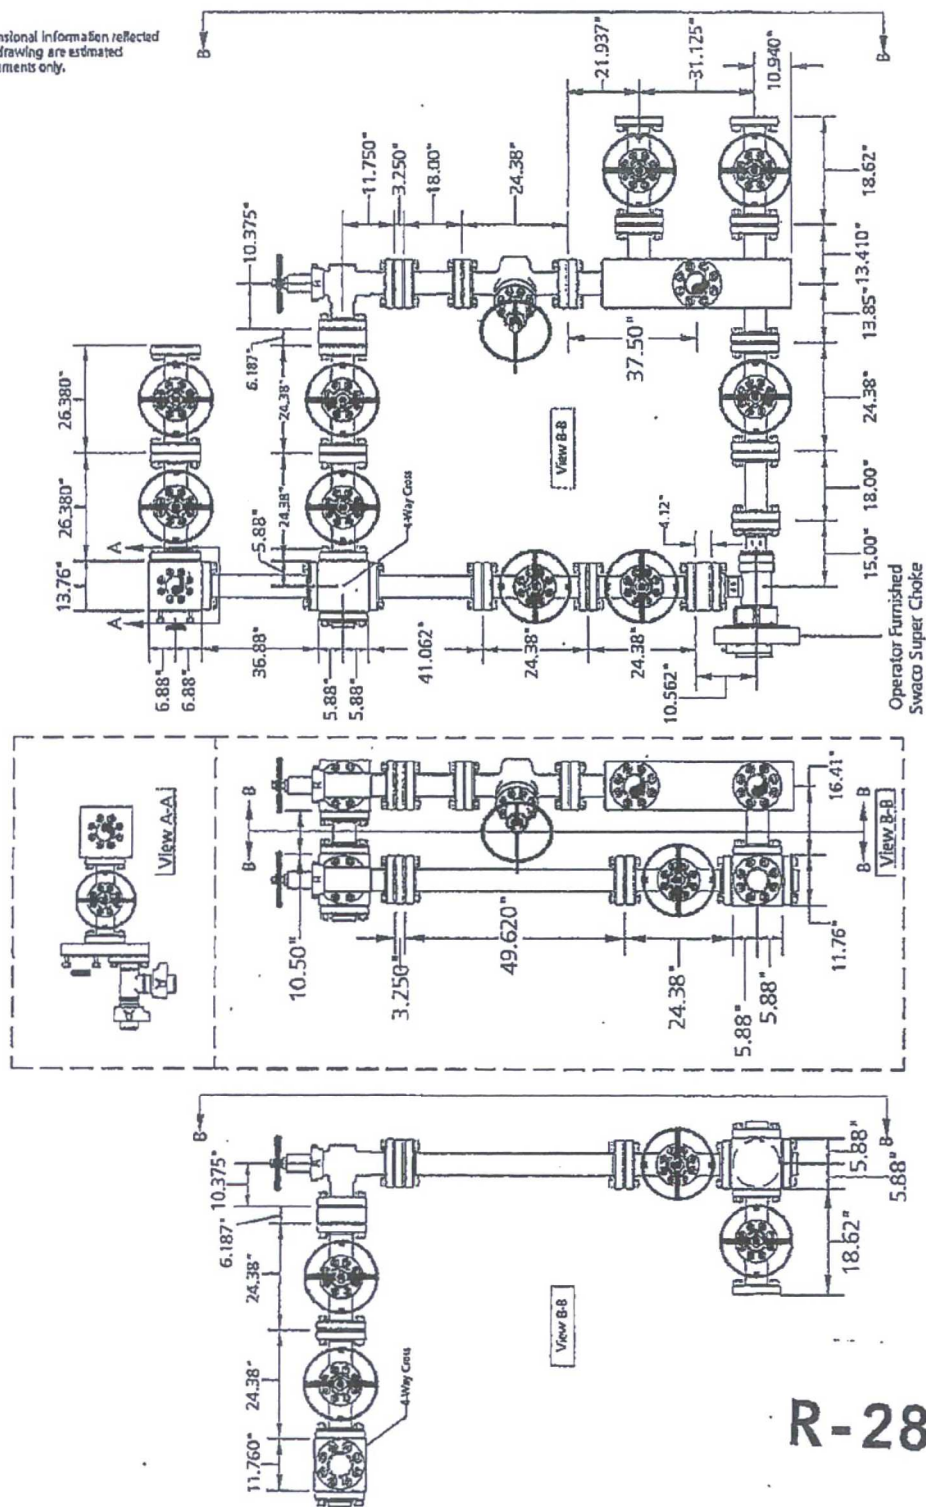 nsional information reflected
drawing are estimated
ments only.
B
B
21.937"
31.125"
10.940"
11.750"
3.250"
18.00"
24.38"
10.375"
18.62"
13.410"
13.85"
37.50"
6.187"
26.380"
26.380"
24.38"
24.38"
24.38"
View B-B
4-Way Cross
A
A
5.88"
4.12"
18.00"
13.76"
15.00"
6.88"
6.88"
36.88"
5.88"
5.88"
41.062"
24.38"
24.38"
10.562"
Operator Furnished
Swaco Super Choke
View A-A
B
B
B
B
16.41"
View B-B
10.50"
3.250"
49.620"
24.38"
5.88"
5.88"
11.76"
B
B
10.375"
6.187"
24.38"
24.38"
11.760"
4-Way Cross
View B-B
5.88"
5.88"
18.62"
R-28